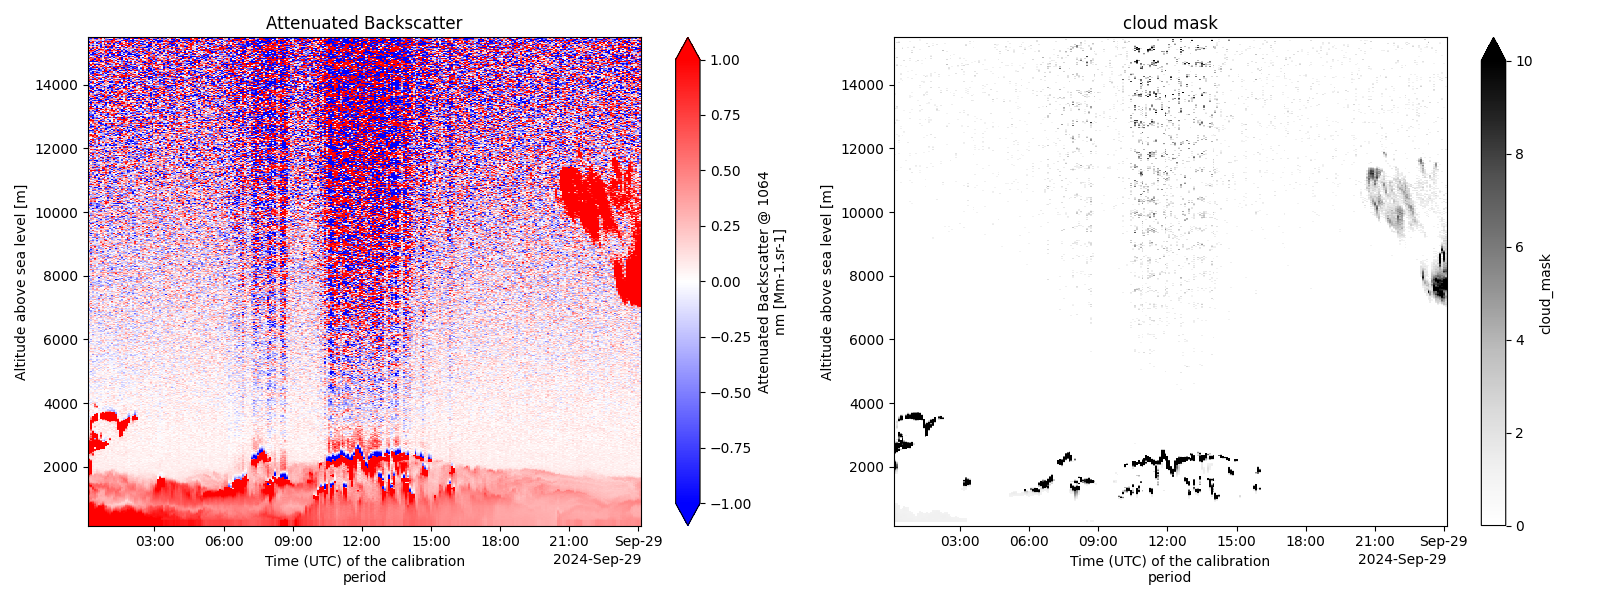 Attenuated Backscatter
14000
12000
10000
8000
6000
4000
2000
Altitude above sea level [m]
03:00
06:00
09:00
12:00
15:00
18:00
21:00
Sep-29
2024-Sep-29
Time (UTC) of the calibration
period
1.00
0.75
0.50
0.25
0.00
−0.25
−0.50
−0.75
−1.00
Attenuated Backscatter @ 1064
nm [Mm-1.sr-1]
cloud mask
14000
12000
10000
8000
6000
4000
2000
Altitude above sea level [m]
03:00
06:00
09:00
12:00
15:00
18:00
21:00
Sep-29
2024-Sep-29
Time (UTC) of the calibration
period
10
8
6
4
2
0
cloud_mask